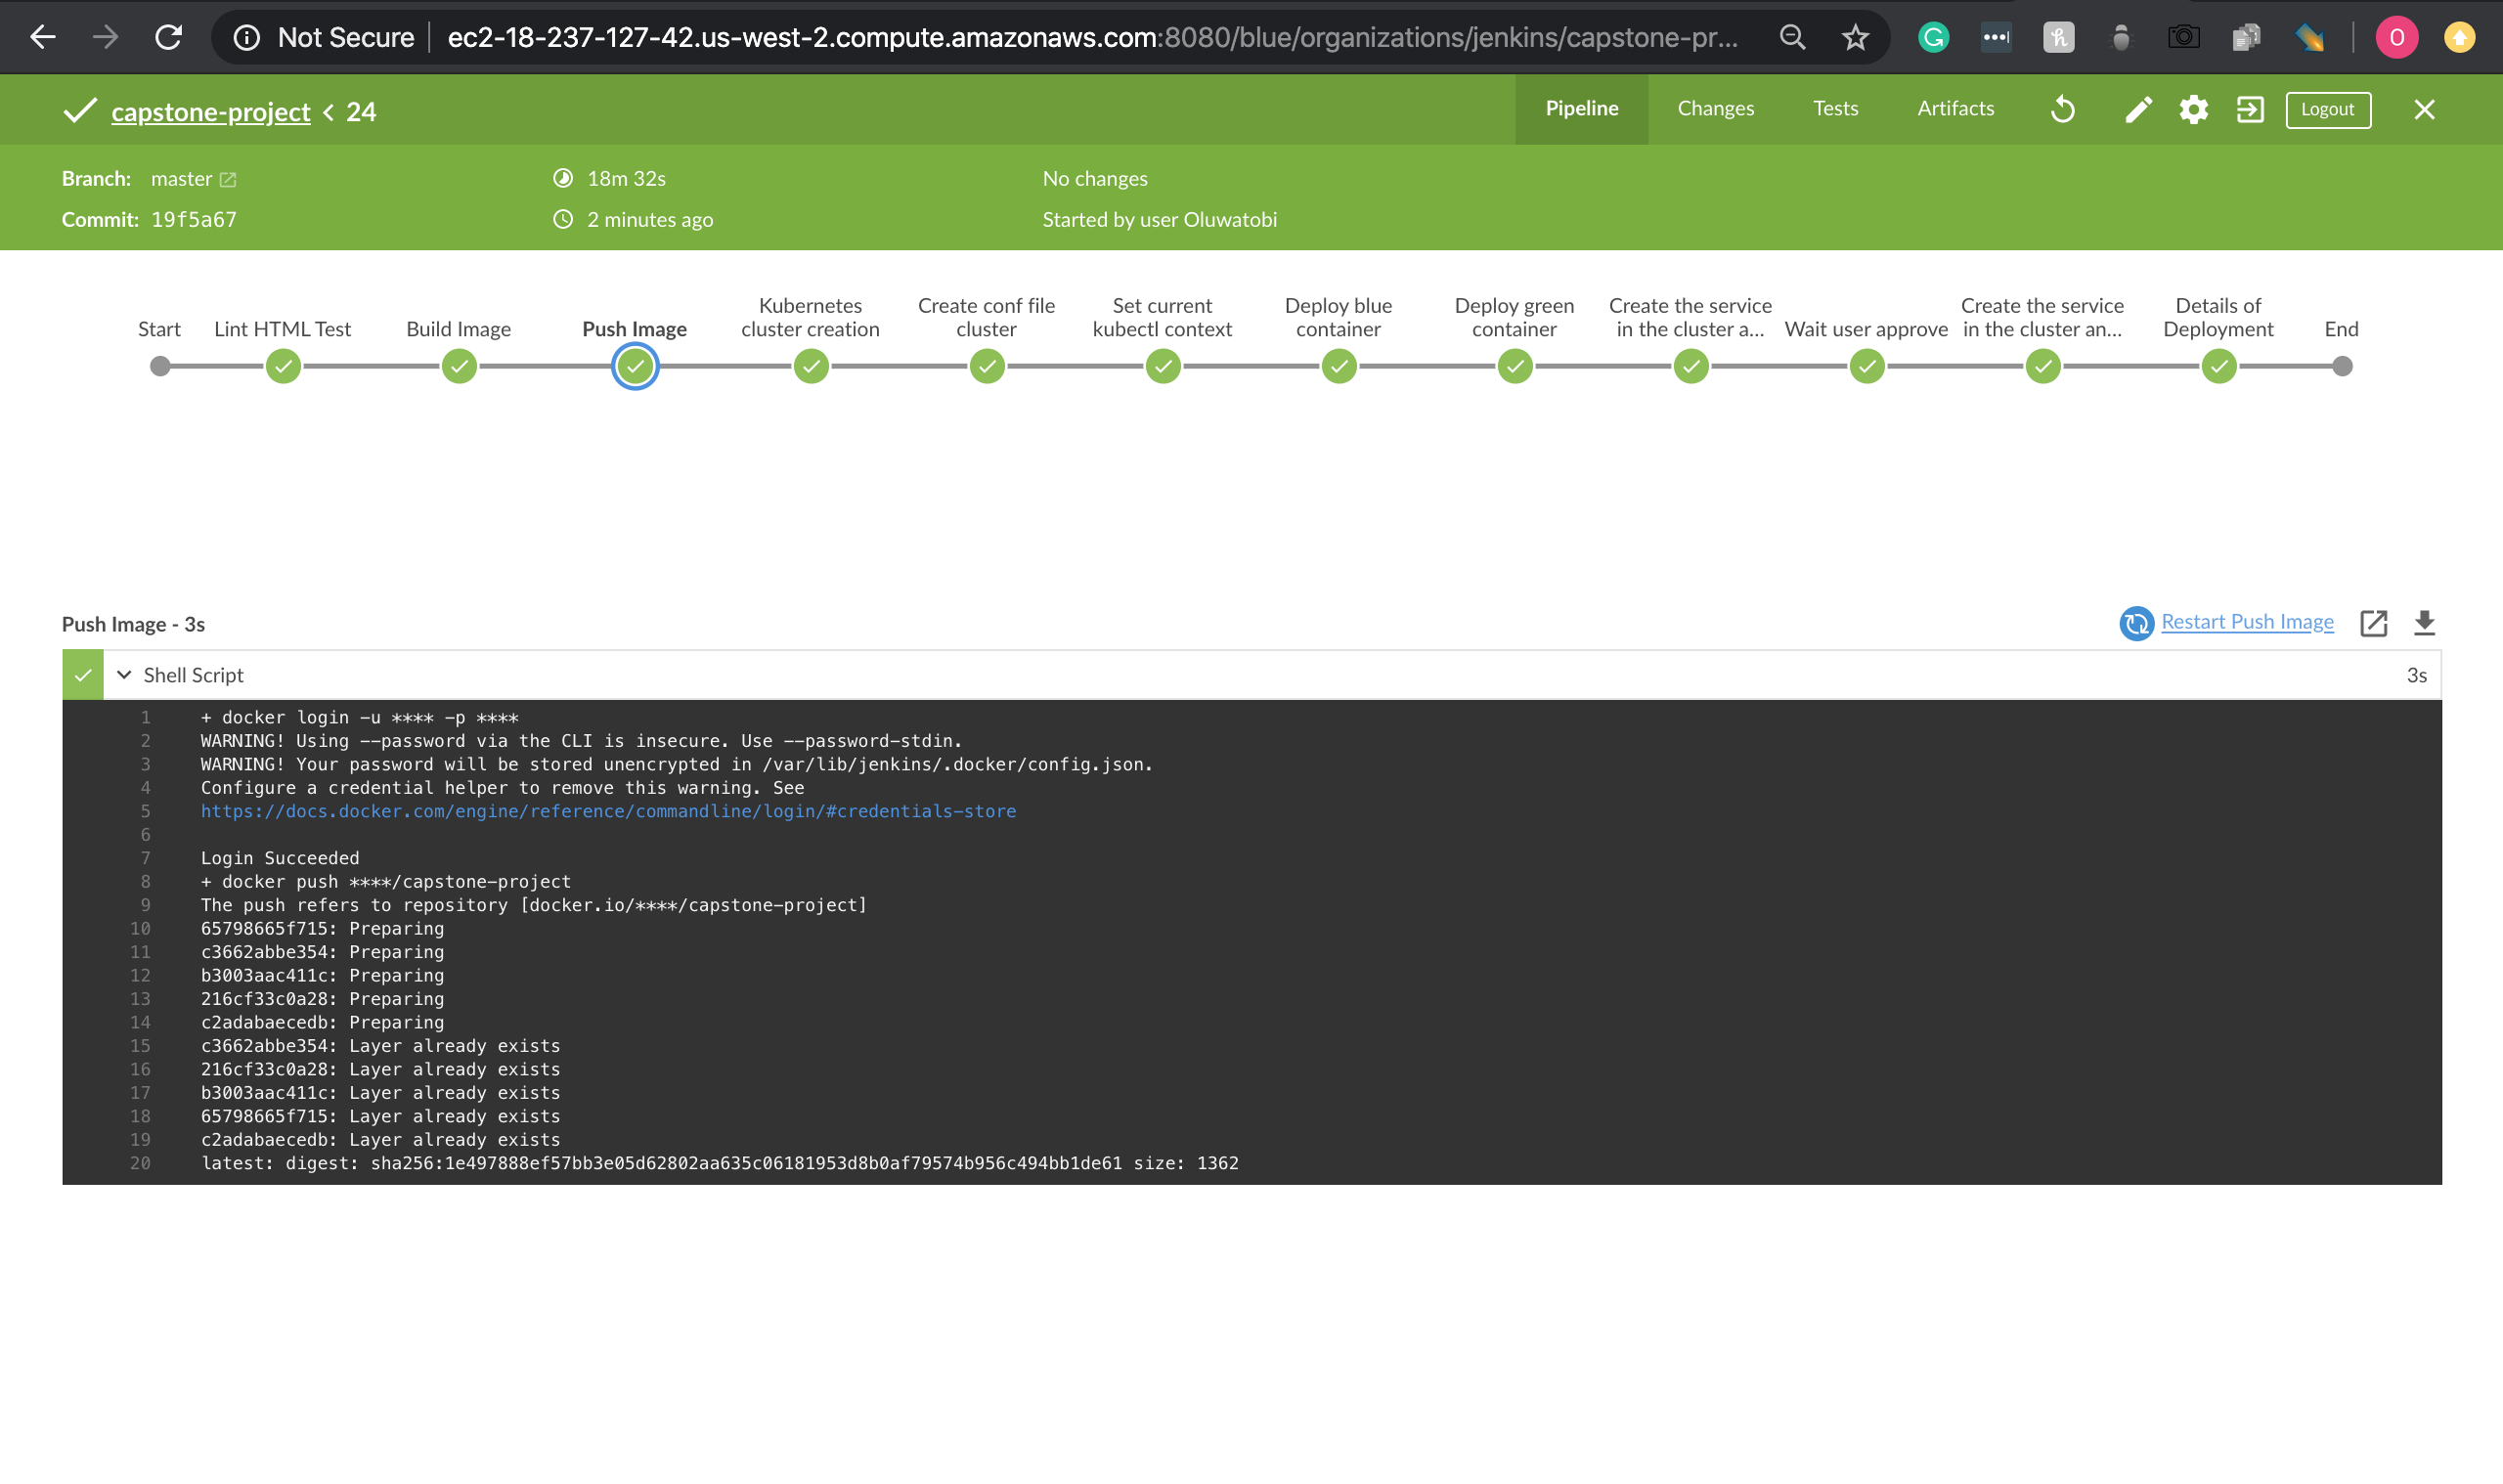 Not Secure
ec2-18-237-127-42.us-west-2.compute.amazonaws.com:8080/blue/organizations/jenkins/capstone-pr...
O
capstone-project < 24
Pipeline
Changes
Tests
Artifacts
Logout
Branch: master
18m 32s
No changes
Commit: 19f5a67
2 minutes ago
Started by user Oluwatobi
Start
Lint HTML Test
Build Image
Push Image
Kubernetes
cluster creation
Create conf file
cluster
Set current
kubectl context
Deploy blue
container
Deploy green
container
Create the service
in the cluster a...
Wait user approve
Create the service
in the cluster an...
Details of
Deployment
End
Push Image - 3s
Restart Push Image
Shell Script
3s
1 + docker login -u **** -p ****
2 WARNING! Using --password via the CLI is insecure. Use --password-stdin.
3 WARNING! Your password will be stored unencrypted in /var/lib/jenkins/.docker/config.json.
4 Configure a credential helper to remove this warning. See
5 https://docs.docker.com/engine/reference/commandline/login/#credentials-store
6
7 Login Succeeded
8 + docker push ****/capstone-project
9 The push refers to repository [docker.io/****/capstone-project]
10 65798665f715: Preparing
11 c3662abbe354: Preparing
12 b3003aac411c: Preparing
13 216cf33c0a28: Preparing
14 c2adabaecedb: Preparing
15 c3662abbe354: Layer already exists
16 216cf33c0a28: Layer already exists
17 b3003aac411c: Layer already exists
18 65798665f715: Layer already exists
19 c2adabaecedb: Layer already exists
20 latest: digest: sha256:1e497888ef57bb3e05d62802aa635c06181953d8b0af79574b956c494bb1de61 size: 1362